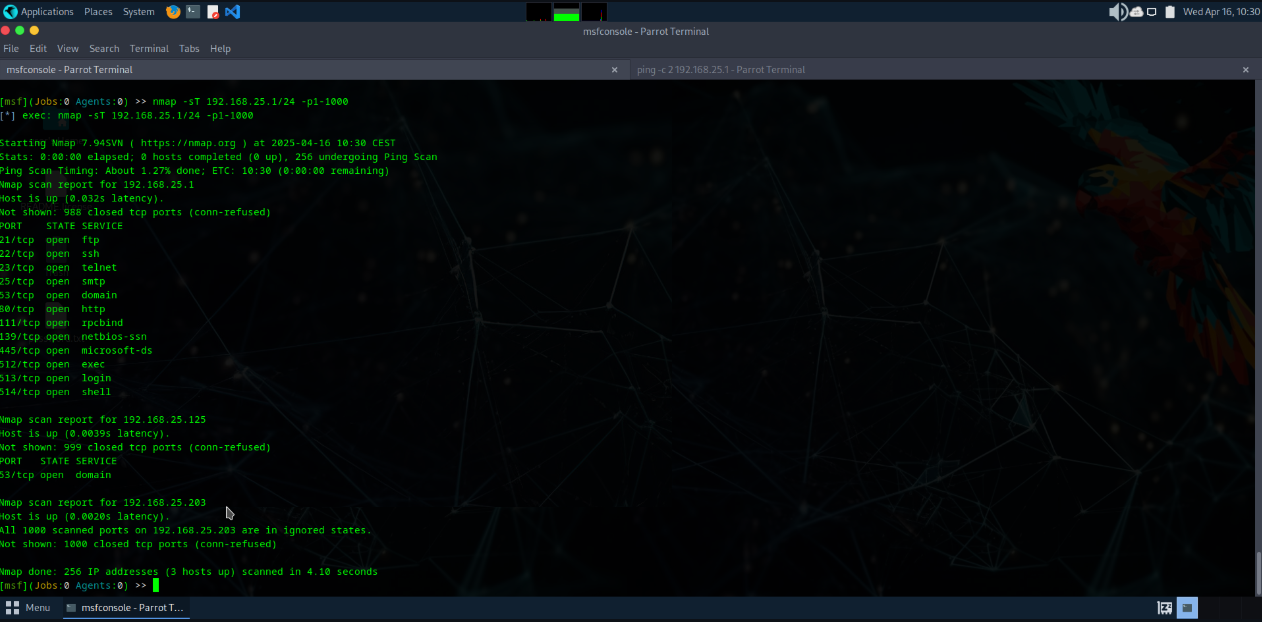 Applications Places System
Wed Apr 16, 10:30
msfconsole - Parrot Terminal
File Edit View Search Terminal Tabs Help
msfconsole - Parrot Terminal × ping -c 2 192.168.25.1 - Parrot Terminal ×
[msf](Jobs:0 Agents:0) >> nmap -sT 192.168.25.1/24 -p1-1000
[*] exec: nmap -sT 192.168.25.1/24 -p1-1000
Starting Nmap 7.94SVN ( https://nmap.org ) at 2025-04-16 10:30 CEST
Stats: 0:00:00 elapsed; 0 hosts completed (0 up), 256 undergoing Ping Scan
Ping Scan Timing: About 1.27% done; ETC: 10:30 (0:00:00 remaining)
Nmap scan report for 192.168.25.1
Host is up (0.032s latency).
Not shown: 988 closed tcp ports (conn-refused)
PORT STATE SERVICE
21/tcp open ftp
22/tcp open ssh
23/tcp open telnet
25/tcp open smtp
53/tcp open domain
80/tcp open http
111/tcp open rpcbind
139/tcp open netbios-ssn
445/tcp open microsoft-ds
512/tcp open exec
513/tcp open login
514/tcp open shell
Nmap scan report for 192.168.25.125
Host is up (0.0039s latency).
Not shown: 999 closed tcp ports (conn-refused)
PORT STATE SERVICE
53/tcp open domain
Nmap scan report for 192.168.25.203
Host is up (0.0020s latency).
All 1000 scanned ports on 192.168.25.203 are in ignored states.
Not shown: 1000 closed tcp ports (conn-refused)
Nmap done: 256 IP addresses (3 hosts up) scanned in 4.10 seconds
[msf](Jobs:0 Agents:0) >>
Menu msfconsole - Parrot T...